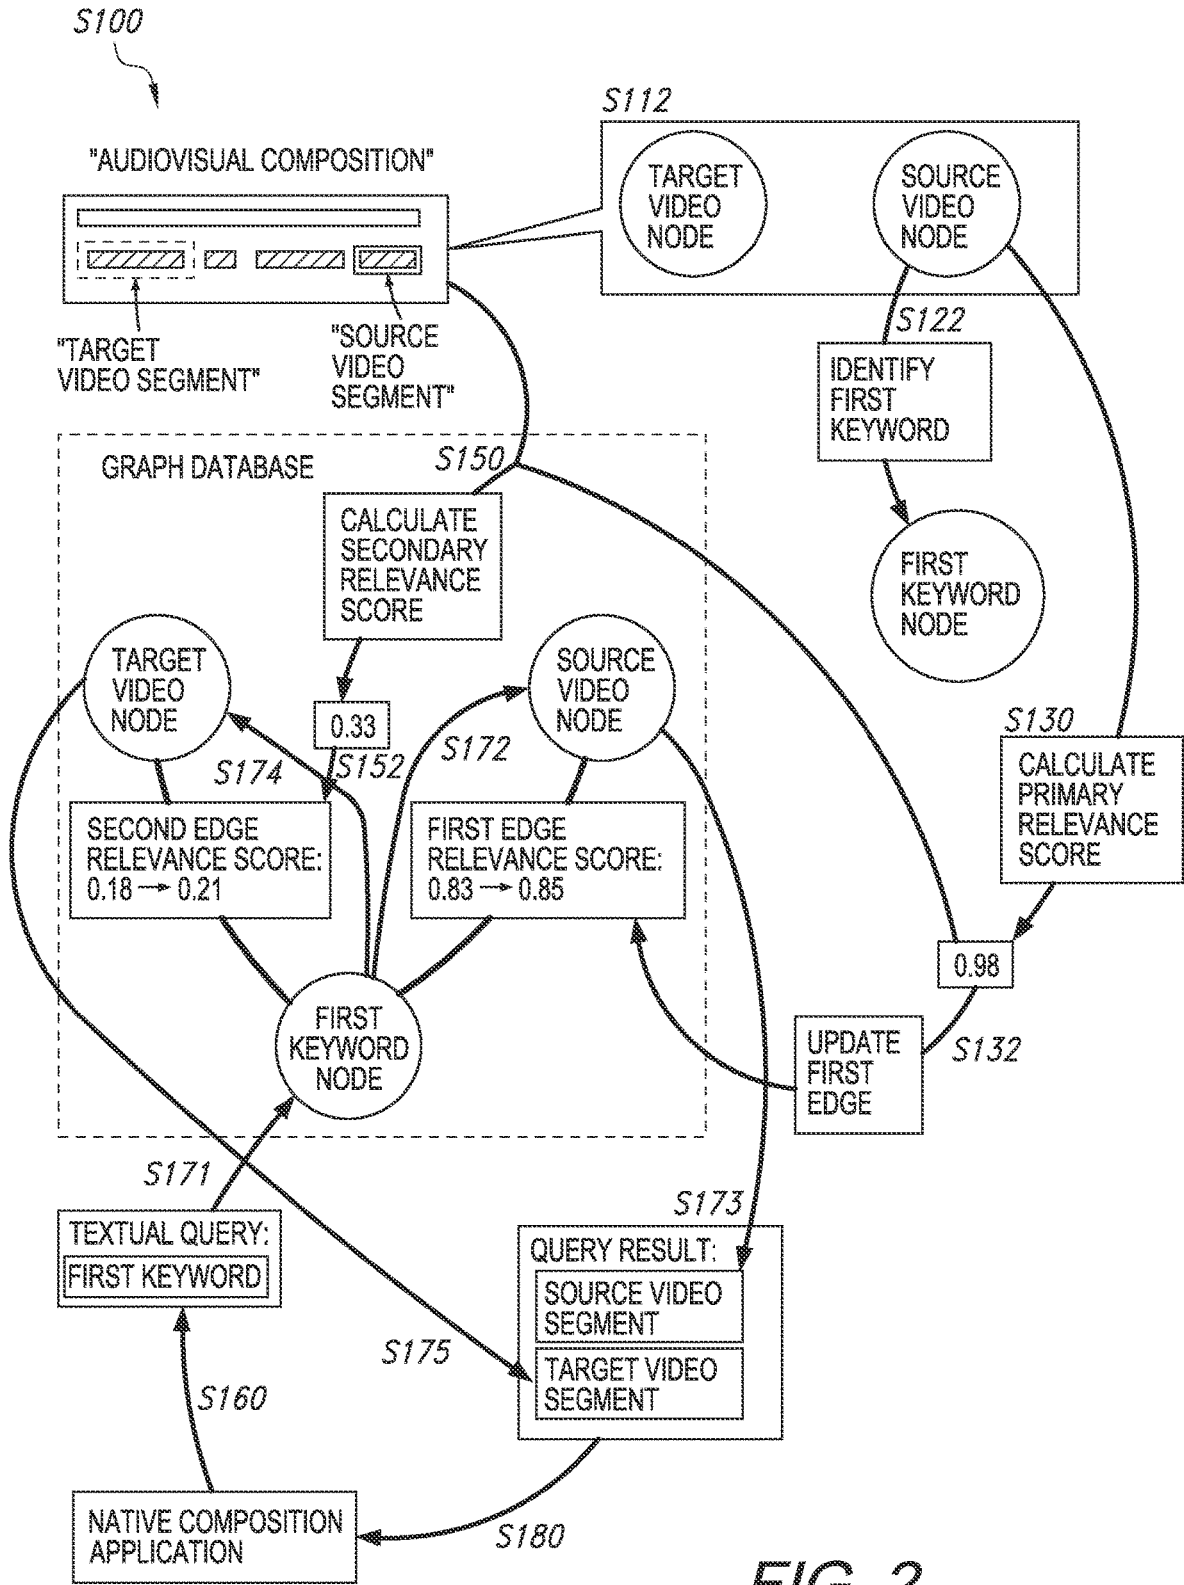 S100
S112
"AUDIOVISUAL COMPOSITION"
TARGET
VIDEO
NODE
SOURCE
VIDEO
NODE
"TARGET
VIDEO SEGMENT"
"SOURCE
VIDEO
SEGMENT"
S122
IDENTIFY
FIRST
KEYWORD
GRAPH DATABASE
S150
CALCULATE
SECONDARY
RELEVANCE
SCORE
FIRST
KEYWORD
NODE
TARGET
VIDEO
NODE
SOURCE
VIDEO
NODE
0.33
S174
S152
S172
S130
CALCULATE
PRIMARY
RELEVANCE
SCORE
SECOND EDGE
RELEVANCE SCORE:
0.18 → 0.21
FIRST EDGE
RELEVANCE SCORE:
0.83 → 0.85
0.98
FIRST
KEYWORD
NODE
UPDATE
FIRST
EDGE
S132
S171
S173
TEXTUAL QUERY:
FIRST KEYWORD
QUERY RESULT:
SOURCE VIDEO
SEGMENT
TARGET VIDEO
SEGMENT
S175
S160
NATIVE COMPOSITION
APPLICATION
S180
FIG. 2